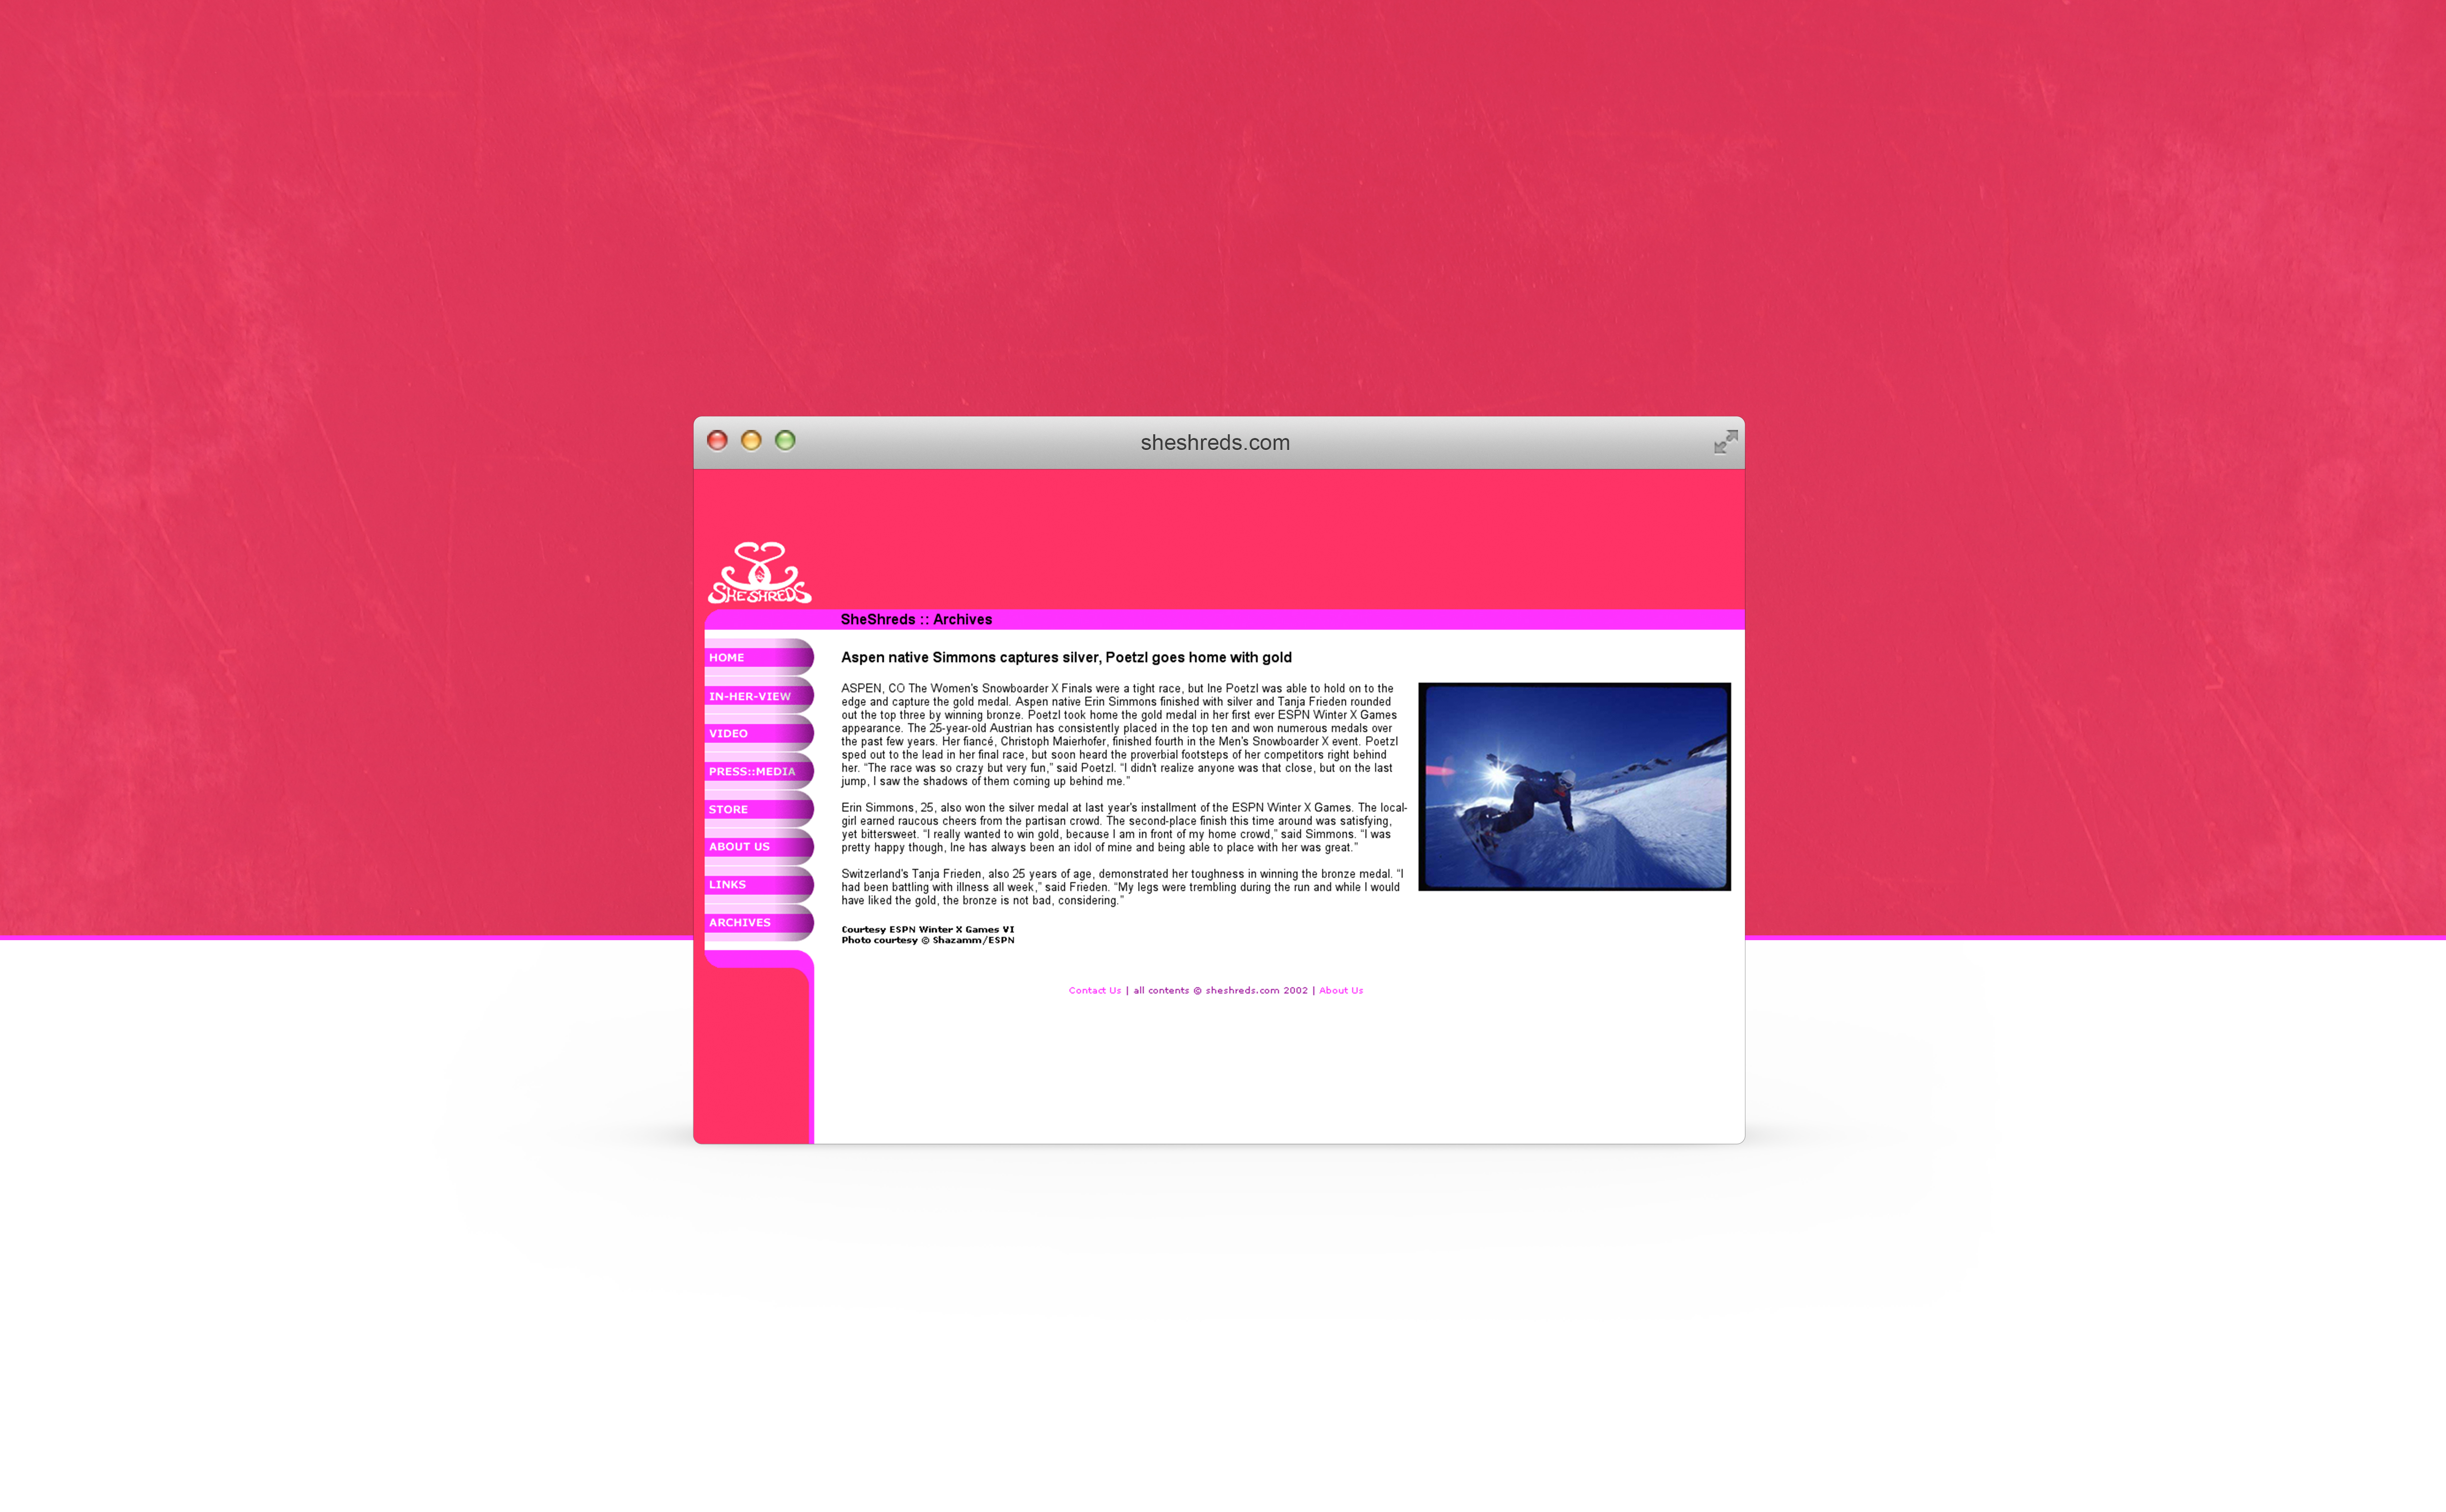 sheshreds.com
SHESHREDS
SheShreds :: Archives
HOME
IN-HER-VIEW
VIDEO
PRESS::MEDIA
STORE
ABOUT US
LINKS
ARCHIVES
Aspen native Simmons captures silver, Poetzl goes home with gold
ASPEN, CO The Women's Snowboarder X Finals were a tight race, but Ine Poetzl was able to hold on to the
edge and capture the gold medal. Aspen native Erin Simmons finished with silver and Tanja Frieden rounded
out the top three by winning bronze. Poetzl took home the gold medal in her first ever ESPN Winter X Games
appearance. The 25-year-old Austrian has consistently placed in the top ten and won numerous medals over
the past few years. Her fiancé, Christoph Maierhofer, finished fourth in the Men's Snowboarder X event. Poetzl
sped out to the lead in her final race, but soon heard the proverbial footsteps of her competitors right behind
her. “The race was so crazy but very fun,” said Poetzl. “I didn't realize anyone was that close, but on the last
jump, I saw the shadows of them coming up behind me.”
Erin Simmons, 25, also won the silver medal at last year's installment of the ESPN Winter X Games. The local-
girl earned raucous cheers from the partisan crowd. The second-place finish this time around was satisfying,
yet bittersweet. “I really wanted to win gold, because I am in front of my home crowd,” said Simmons. “I was
pretty happy though, Ine has always been an idol of mine and being able to place with her was great.”
Switzerland's Tanja Frieden, also 25 years of age, demonstrated her toughness in winning the bronze medal. “I
had been battling with illness all week,” said Frieden. “My legs were trembling during the run and while I would
have liked the gold, the bronze is not bad, considering.”
Courtesy ESPN Winter X Games VI
Photo courtesy © Shazamm/ESPN
Contact Us | all contents © sheshreds.com 2002 | About Us